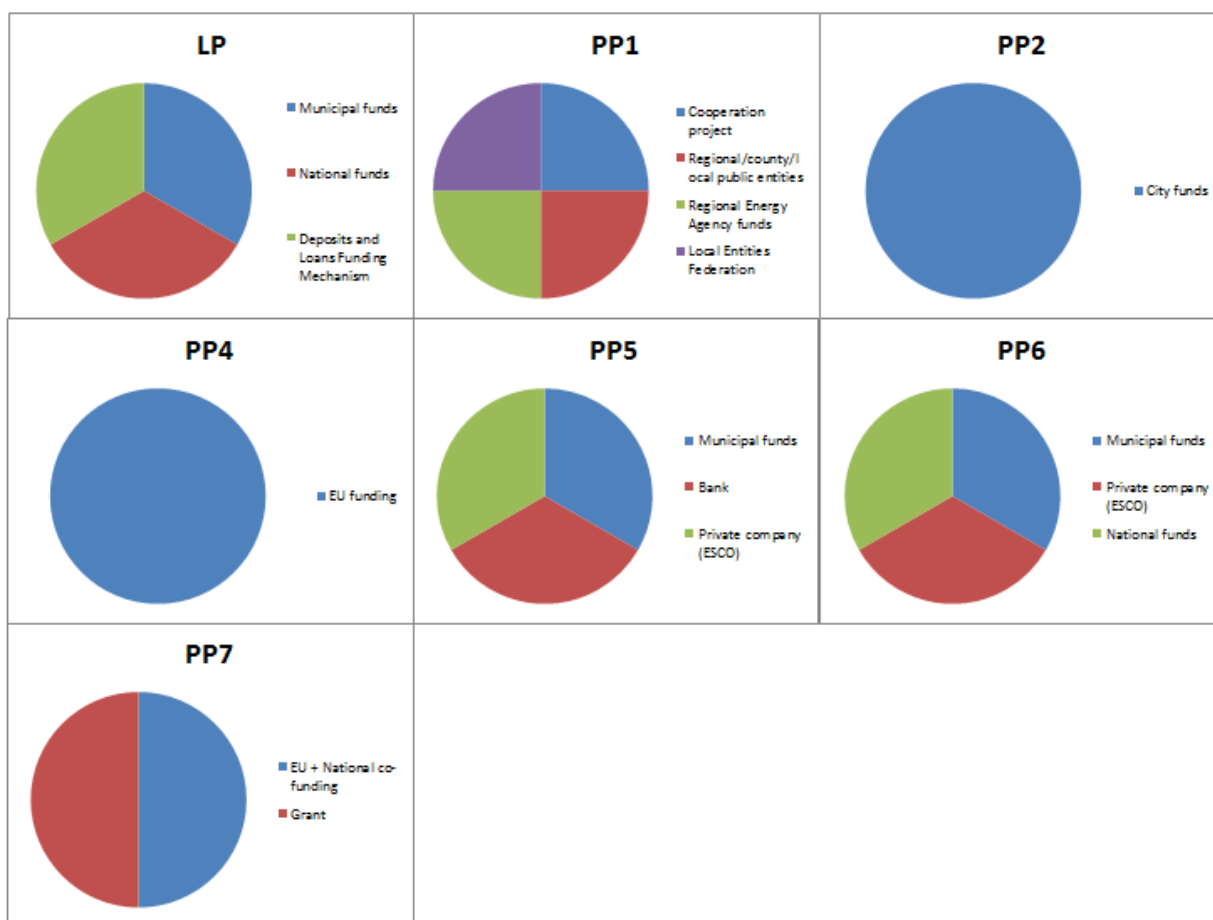 LP
Municipal funds
National funds
Deposits and
Loans Funding
Mechanism
PP1
Cooperation
project
Regional/county/l
ocal public entities
Regional Energy
Agency funds
Local Entities
Federation
PP2
City funds
PP4
EU funding
PP5
Municipal funds
Bank
Private company
(ESCO)
PP6
Municipal funds
Private company
(ESCO)
National funds
PP7
EU + National co-
funding
Grant